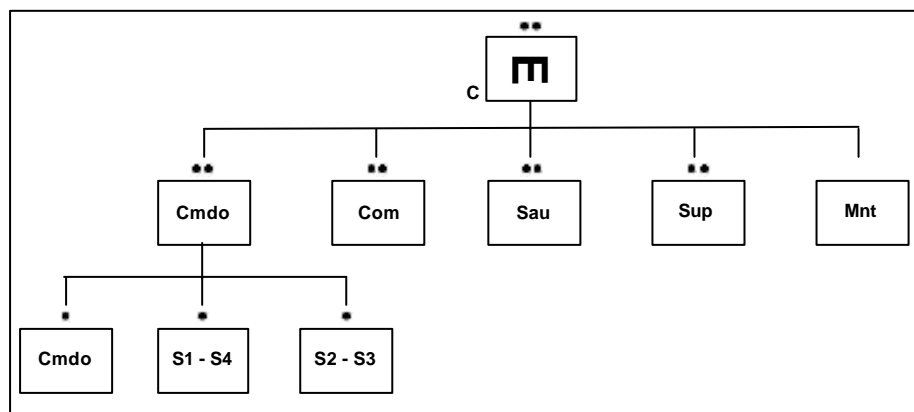 C
Cmdo
Com
Sau
Sup
Mnt
Cmdo
S1 - S4
S2 - S3